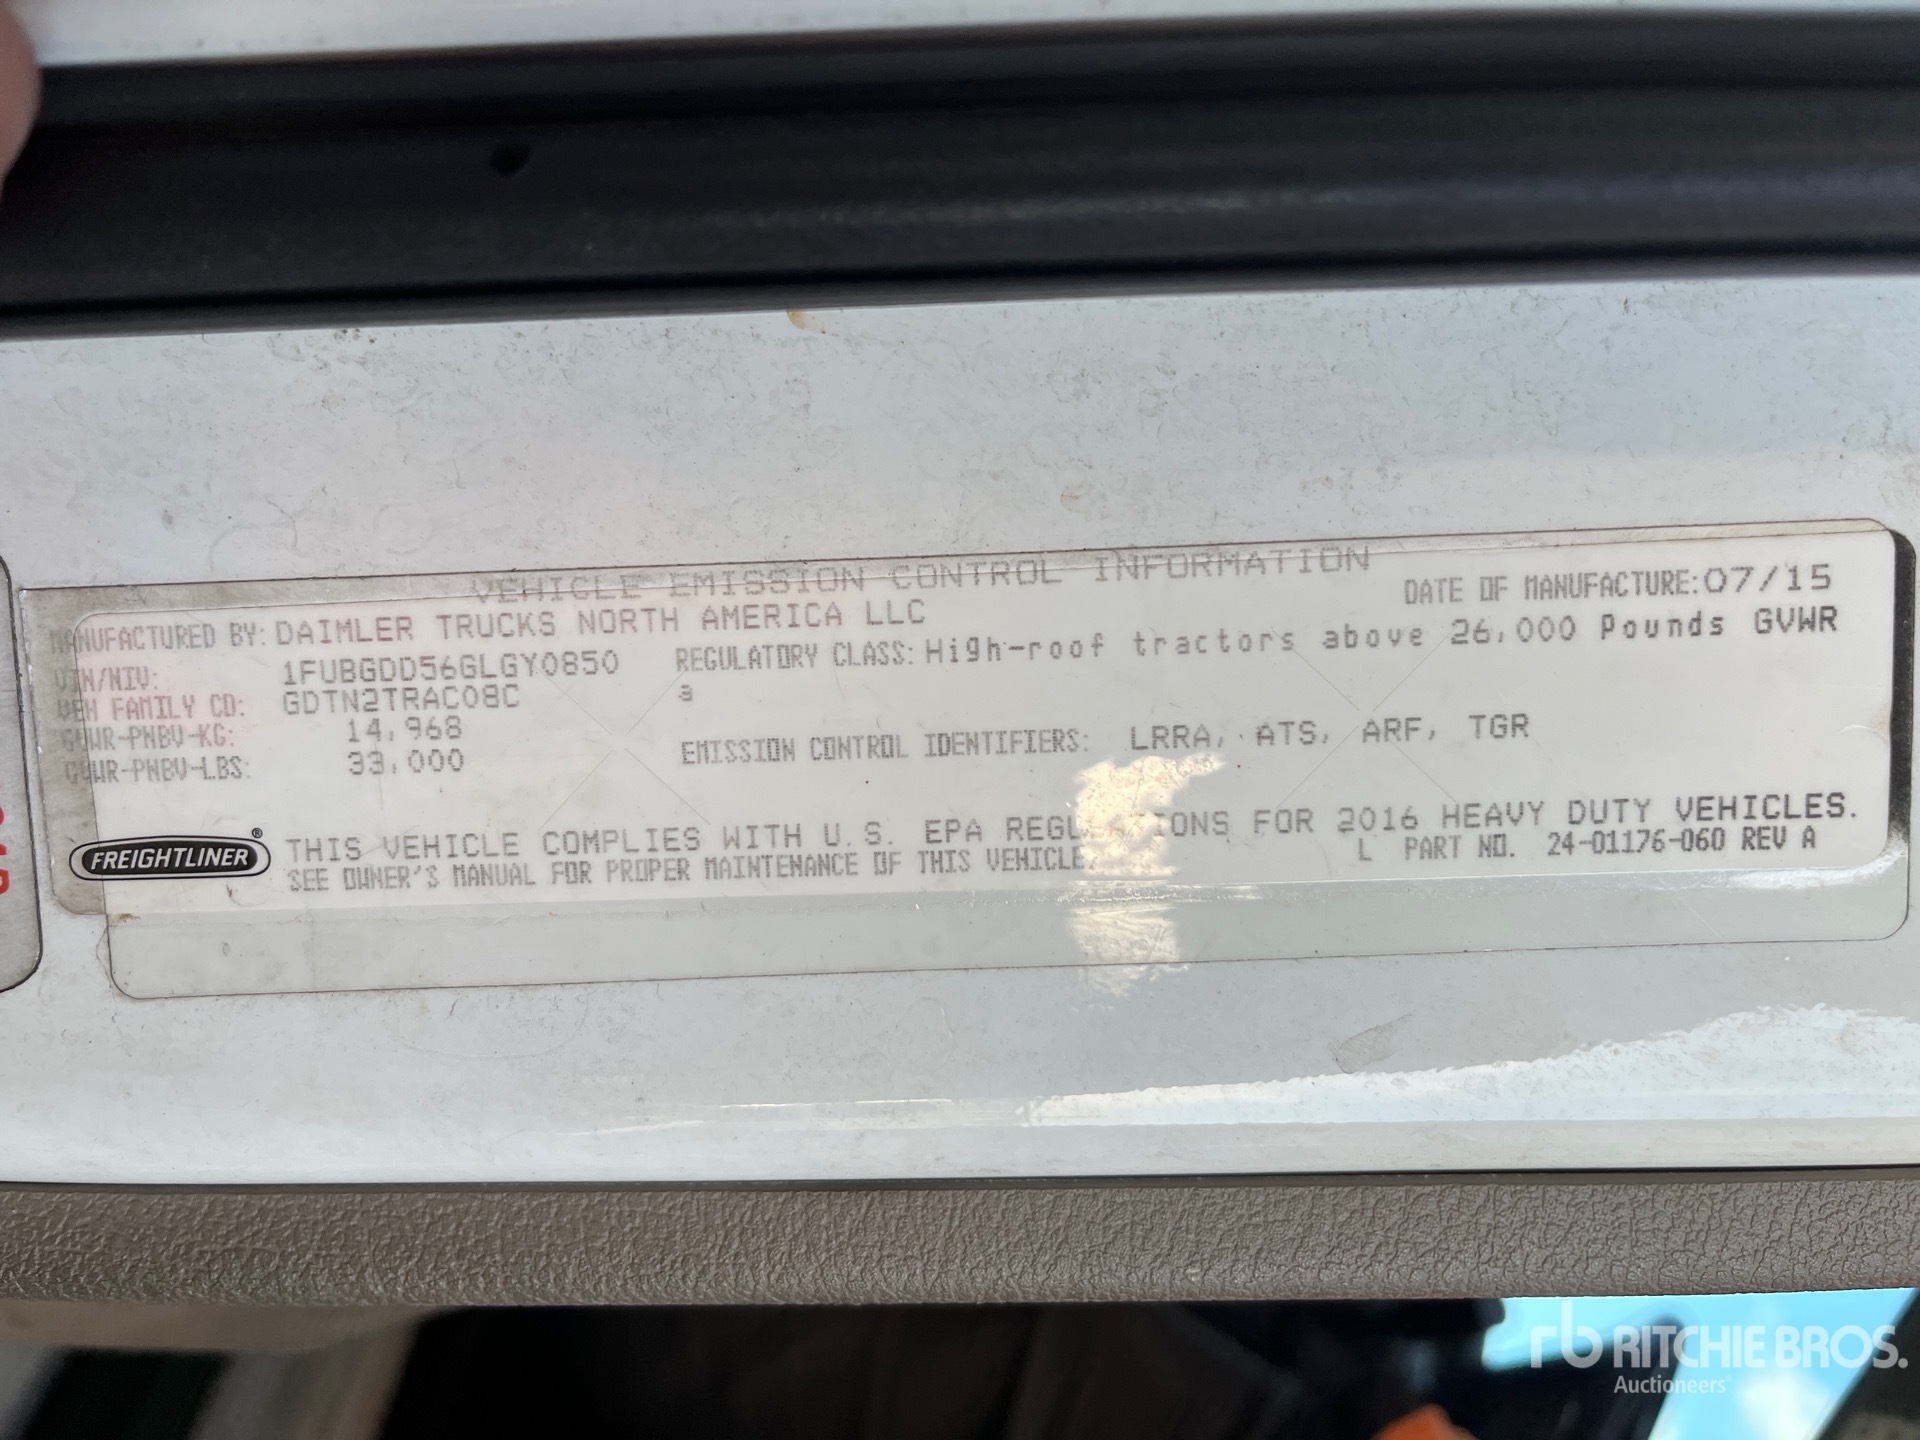 VEHICLE EMISSION CONTROL INFORMATION
MANUFACTURED BY: DAIMLER TRUCKS NORTH AMERICA LLC
DATE OF MANUFACTURE: 07/15
VIN/NIV: 1FUBGDD56GLGY0850
REGULATORY CLASS: High-roof tractors above 26,000 Pounds GVWR
VEH FAMILY CD: GDTN2TRAC08C
a
GVWR-PNBV-KG: 14,968
EMISSION CONTROL IDENTIFIERS: LRRA, ATS, ARF, TGR
GVWR-PNBV-LBS: 33,000
FREIGHTLINER®
THIS VEHICLE COMPLIES WITH U.S. EPA REGULATIONS FOR 2016 HEAVY DUTY VEHICLES.
SEE OWNER'S MANUAL FOR PROPER MAINTENANCE OF THIS VEHICLE.
L PART NO. 24-01176-060 REV A
rb RITCHIE BROS.
Auctioneers